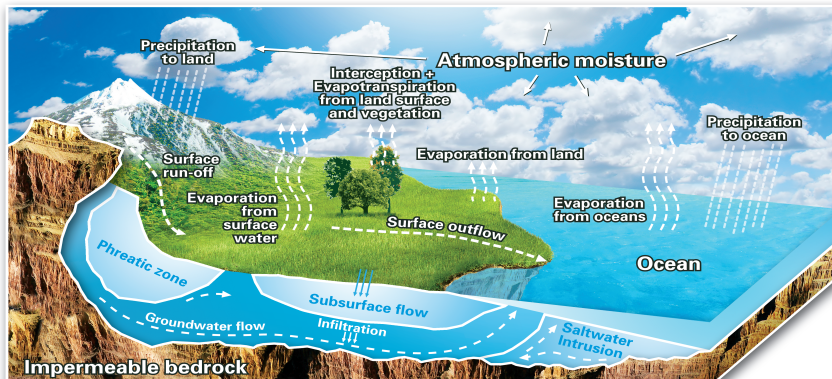 Precipitation
to land
Atmospheric moisture
Interception +
Evapotranspiration
from land surface
and vegetation
Precipitation
to ocean
Surface
run-off
Evaporation from land
Evaporation
from
surface
water
Evaporation
from oceans
Surface outflow
Phreatic zone
Ocean
Subsurface flow
Groundwater flow
Infiltration
Saltwater
Intrusion
Impermeable bedrock